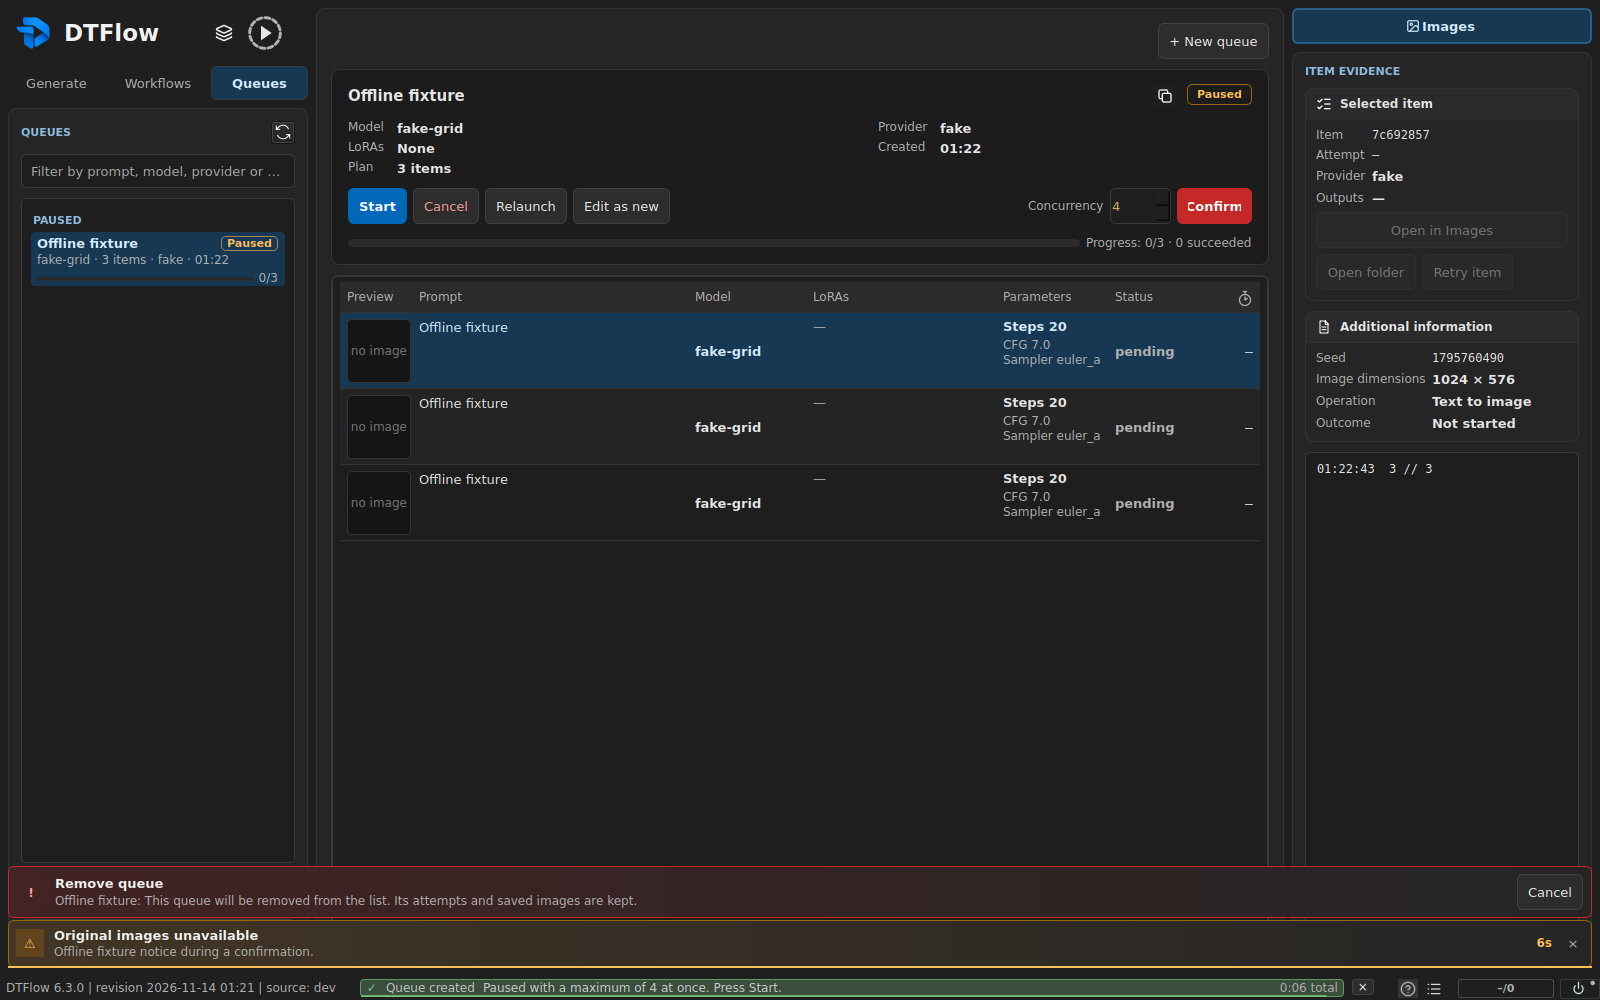 DTFlow
Generate
Workflows
Queues
QUEUES
Filter by prompt, model, provider or ...
PAUSED
Offline fixture
Paused
fake-grid · 3 items · fake · 01:22
0/3
+ New queue
Offline fixture
Paused
Model fake-grid
Provider fake
LoRAs None
Created 01:22
Plan 3 items
Start
Cancel
Relaunch
Edit as new
Concurrency 4
Confirm
Progress: 0/3 · 0 succeeded
Preview Prompt Model LoRAs Parameters Status
no image
Offline fixture
fake-grid
—
Steps 20
CFG 7.0
Sampler euler_a
pending
—
no image
Offline fixture
fake-grid
—
Steps 20
CFG 7.0
Sampler euler_a
pending
—
no image
Offline fixture
fake-grid
—
Steps 20
CFG 7.0
Sampler euler_a
pending
—
Images
ITEM EVIDENCE
Selected item
Item 7c692857
Attempt —
Provider fake
Outputs —
Open in Images
Open folder
Retry item
Additional information
Seed 1795760490
Image dimensions 1024 × 576
Operation Text to image
Outcome Not started
01:22:43 3 // 3
! Remove queue
Offline fixture: This queue will be removed from the list. Its attempts and saved images are kept.
Cancel
⚠ Original images unavailable
Offline fixture notice during a confirmation.
6s ×
DTFlow 6.3.0 | revision 2026-11-14 01:21 | source: dev
✓ Queue created Paused with a maximum of 4 at once. Press Start.
0:06 total
×
–/0